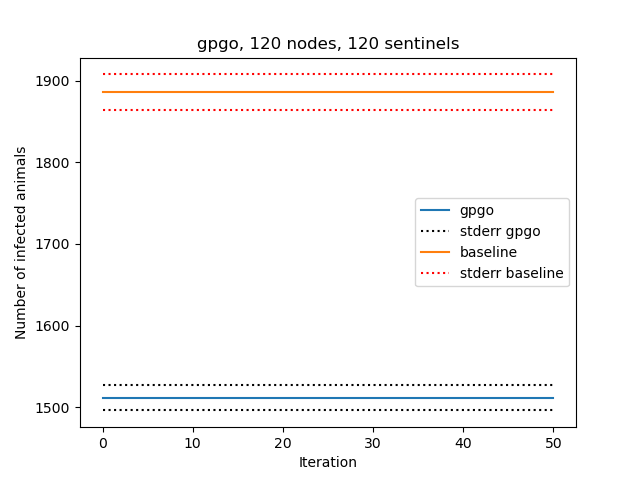 gpgo, 120 nodes, 120 sentinels
Number of infected animals
1900
1800
1700
1600
1500
gpgo
stderr gpgo
baseline
stderr baseline
0 10 20 30 40 50
Iteration